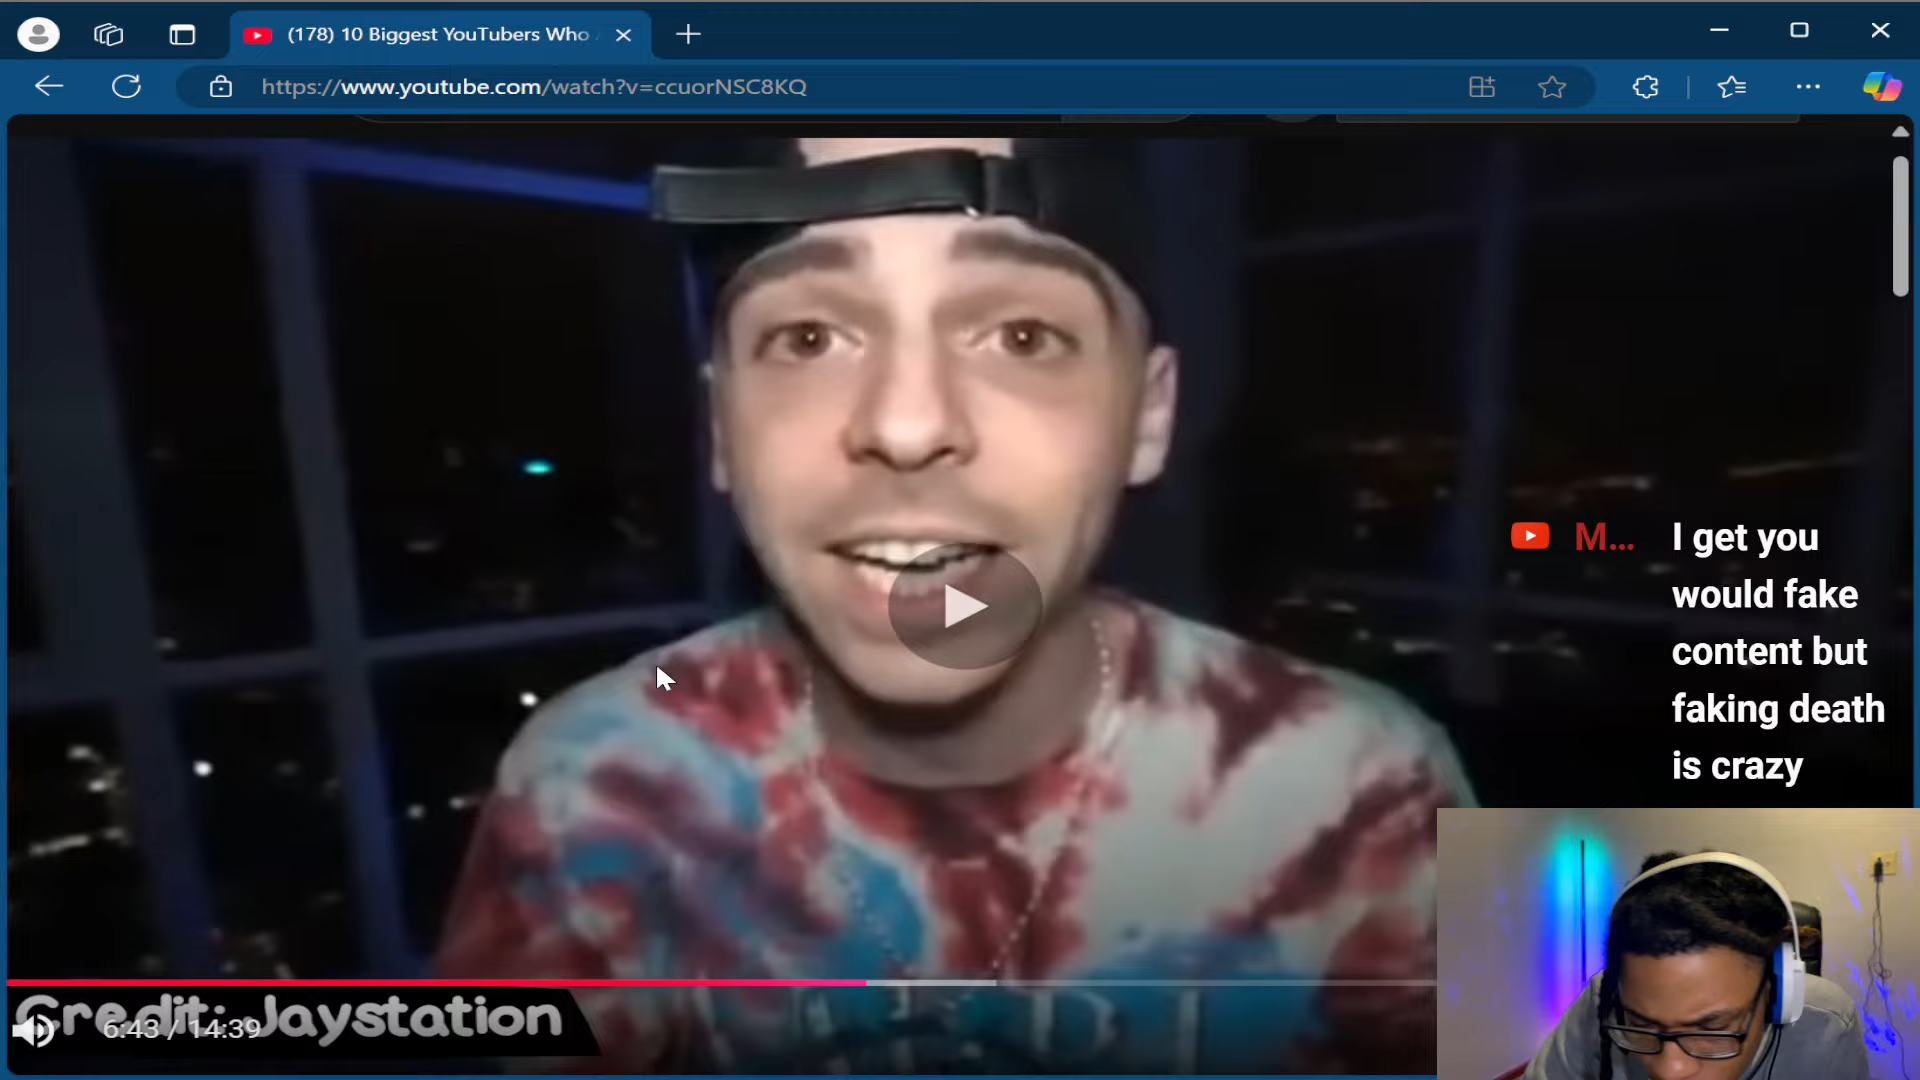 (178) 10 Biggest YouTubers Who
https://www.youtube.com/watch?v=ccuorNSC8KQ
M...
I get you
would fake
content but
faking death
is crazy
Credit: Jaystation
6:43 / 14:39